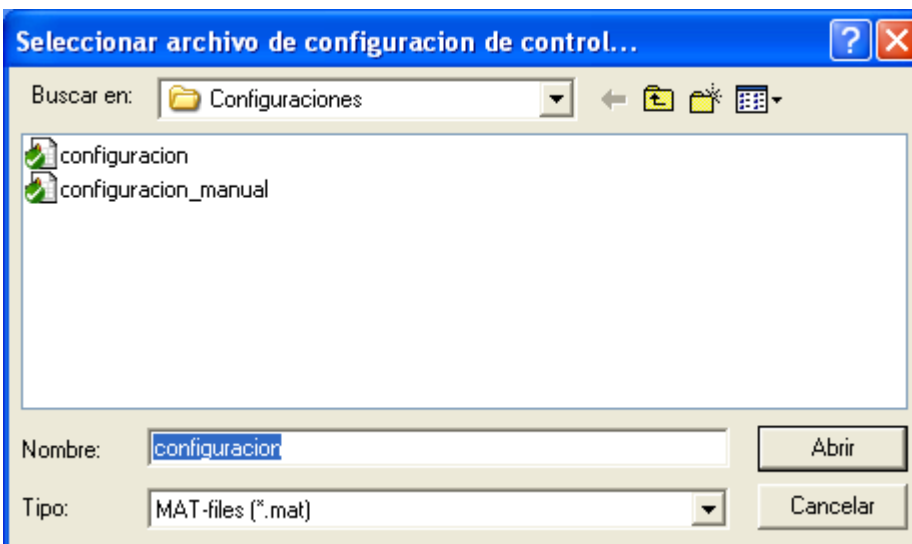 Seleccionar archivo de configuracion de control...
Buscar en: Configuraciones
configuracion
configuracion_manual
Nombre: configuracion Abrir
Tipo: MAT-files (*.mat) Cancelar